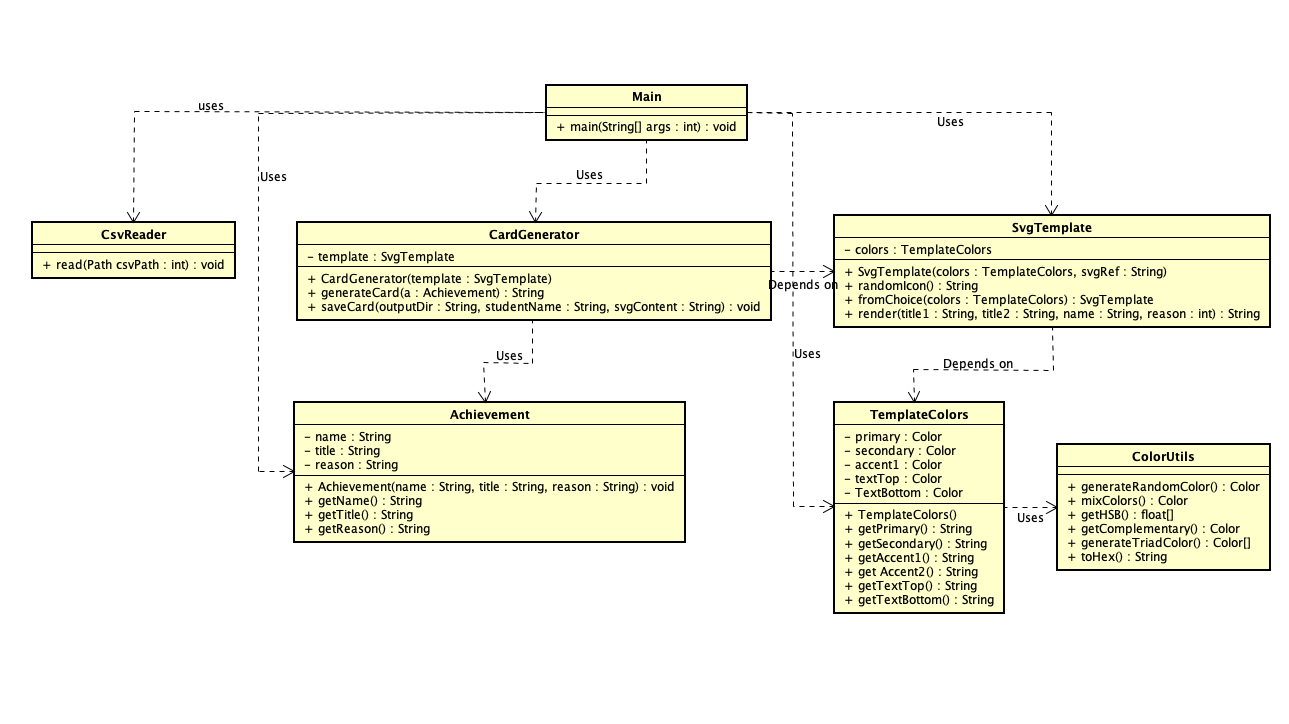 Main
+ main(String[] args : int) : void
uses
Uses
Uses
Uses
Uses
CsvReader
+ read(Path csvPath : int) : void
CardGenerator
- template : SvgTemplate
+ CardGenerator(template : SvgTemplate)
+ generateCard(a : Achievement) : String
+ saveCard(outputDir : String, studentName : String, svgContent : String) : void
Depends on
SvgTemplate
- colors : TemplateColors
+ SvgTemplate(colors : TemplateColors, svgRef : String)
+ randomIcon() : String
+ fromChoice(colors : TemplateColors) : SvgTemplate
+ render(title1 : String, title2 : String, name : String, reason : int) : String
Uses
Depends on
Achievement
- name : String
- title : String
- reason : String
+ Achievement(name : String, title : String, reason : String) : void
+ getName() : String
+ getTitle() : String
+ getReason() : String
TemplateColors
- primary : Color
- secondary : Color
- accent1 : Color
- textTop : Color
- TextBottom : Color
+ TemplateColors()
+ getPrimary() : String
+ getSecondary() : String
+ getAccent1() : String
+ get Accent2() : String
+ getTextTop() : String
+ getTextBottom() : String
Uses
ColorUtils
+ generateRandomColor() : Color
+ mixColors() : Color
+ getHSB() : float[]
+ getComplementary() : Color
+ generateTriadColor() : Color[]
+ toHex() : String